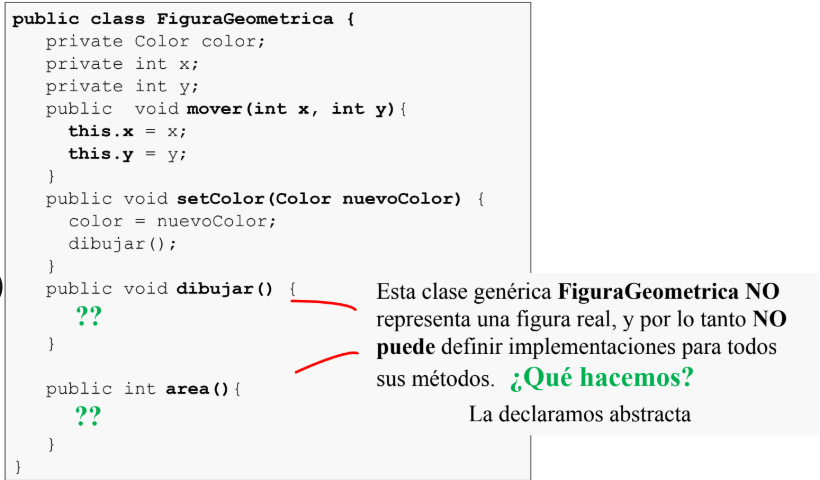 public class FiguraGeometrica {
private Color color;
private int x;
private int y;
public  void mover(int x, int y){
this.x = x;
this.y = y;
}
public void setColor(Color nuevoColor) {
color = nuevoColor;
dibujar();
}
public void dibujar() {
??
}
public int area(){
??
}
}
Esta clase genérica FiguraGeometrica NO
representa una figura real, y por lo tanto NO
puede definir implementaciones para todos
sus métodos. ¿Qué hacemos?
La declaramos abstracta